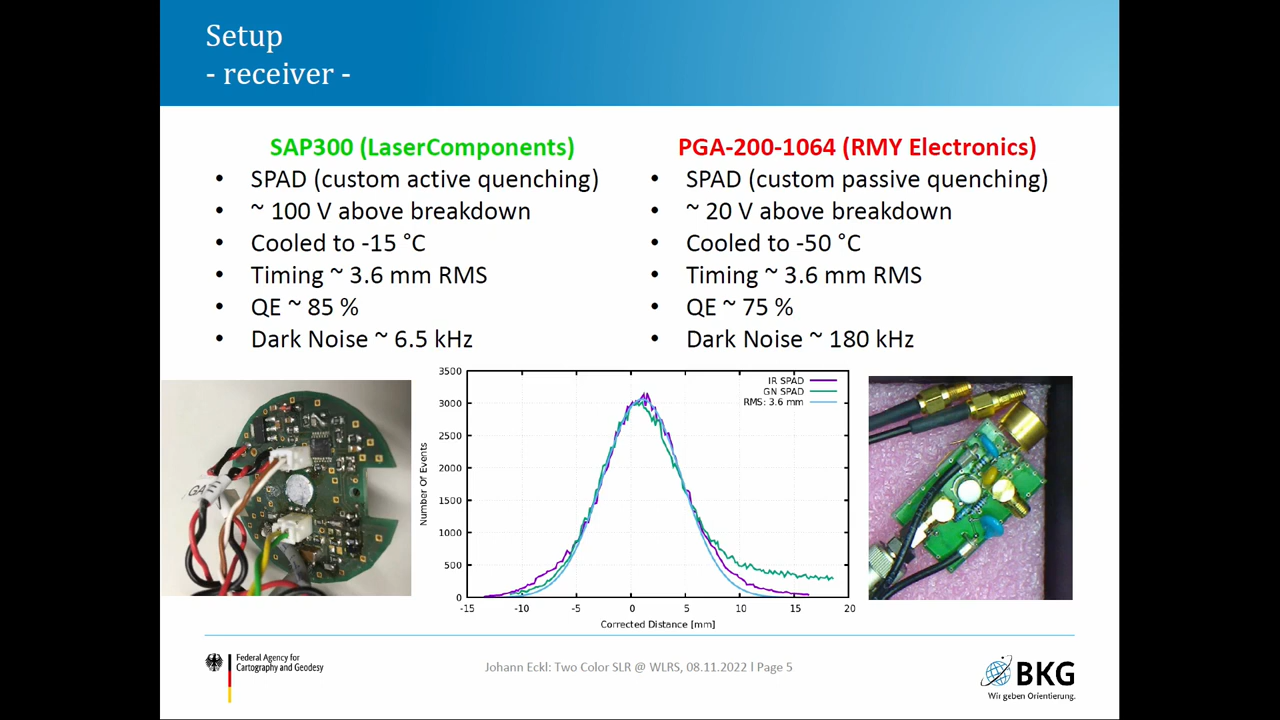 Setup
- receiver -
SAP300 (LaserComponents)
• SPAD (custom active quenching)
• ~ 100 V above breakdown
• Cooled to -15 °C
• Timing ~ 3.6 mm RMS
• QE ~ 85 %
• Dark Noise ~ 6.5 kHz
PGA-200-1064 (RMY Electronics)
• SPAD (custom passive quenching)
• ~ 20 V above breakdown
• Cooled to -50 °C
• Timing ~ 3.6 mm RMS
• QE ~ 75 %
• Dark Noise ~ 180 kHz
3500
3000
2500
2000
1500
1000
500
0
Number Of Events
IR SPAD
GN SPAD
RMS: 3.6 mm
-15 -10 -5 0 5 10 15 20
Corrected Distance [mm]
Federal Agency for
Cartography and Geodesy
Johann Eckl: Two Color SLR @ WLRS, 08.11.2022 I Page 5
BKG
Wir geben Orientierung.